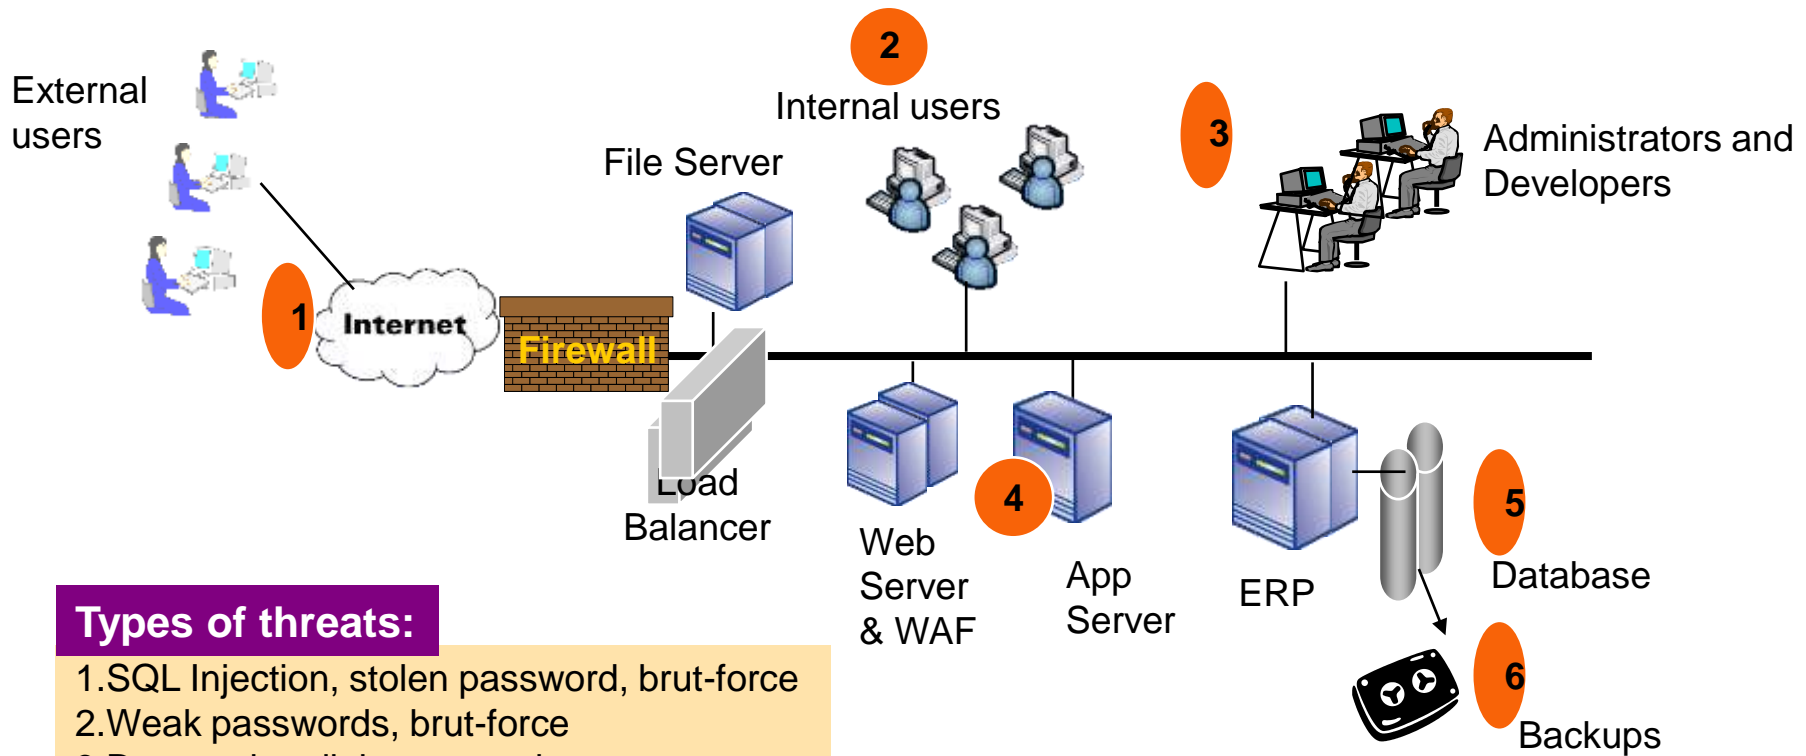 External
users
1
Internet
Firewall
File Server
2
Internal users
3
Administrators and
Developers
Load
Balancer
Web
Server
& WAF
4
App
Server
ERP
5
Database
6
Backups
Types of threats:
1.SQL Injection, stolen password, brut-force
2.Weak passwords, brut-force